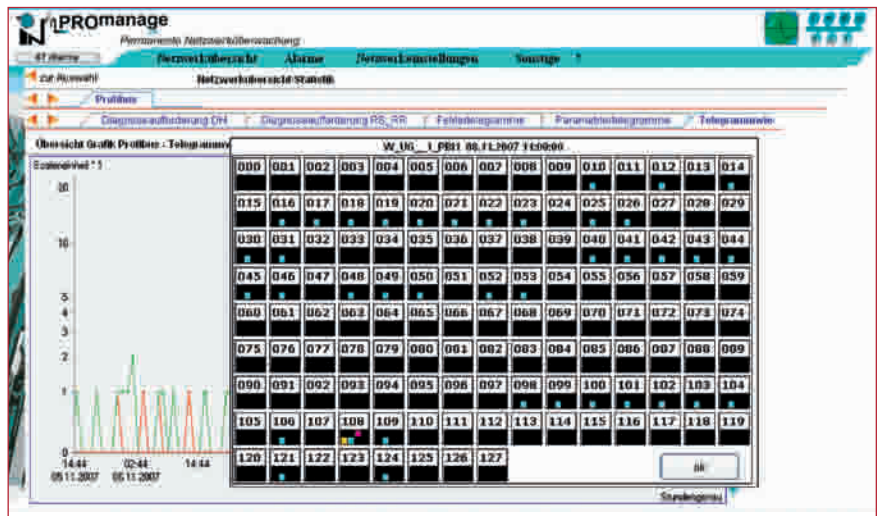 PROmanage
Permanente Netzwerküberwachung
Netzwerkübersicht Alarme Netzwerkeinstellungen Sonstige ?
zur Auswahl Netzwerkübersicht-Statistik
Profibus
Diagnoseaufforderung DH Diagnoseaufforderung RS_RR Fehlertelegramme Parametriertelegramme
Übersicht Grafik Profibus - W_UG__1_PB01 08.11.2007 14:00:00
000 001 002 003 004 005 006 007 008 009 010 011 012 013 014
015 016 017 018 019 020 021 022 023 024 025 026 027 028 029
10 030 031 032 033 034 035 036 037 038 039 040 041 042 043 044
045 046 047 048 049 050 051 052 053 054 055 056 057 058 059
5
4 060 061 062 063 064 065 066 067 068 069 070 071 072 073 074
3
2 075 076 077 078 079 080 081 082 083 084 085 086 087 088 089
1 090 091 092 093 094 095 096 097 098 099 100 101 102 103 104
105 106 107 108 109 110 111 112 113 114 115 116 117 118 119
0 120 121 122 123 124 125 126 127
14:44 02:44 14:44 ok
05.11.2007 06.11.2007
Stundengenau